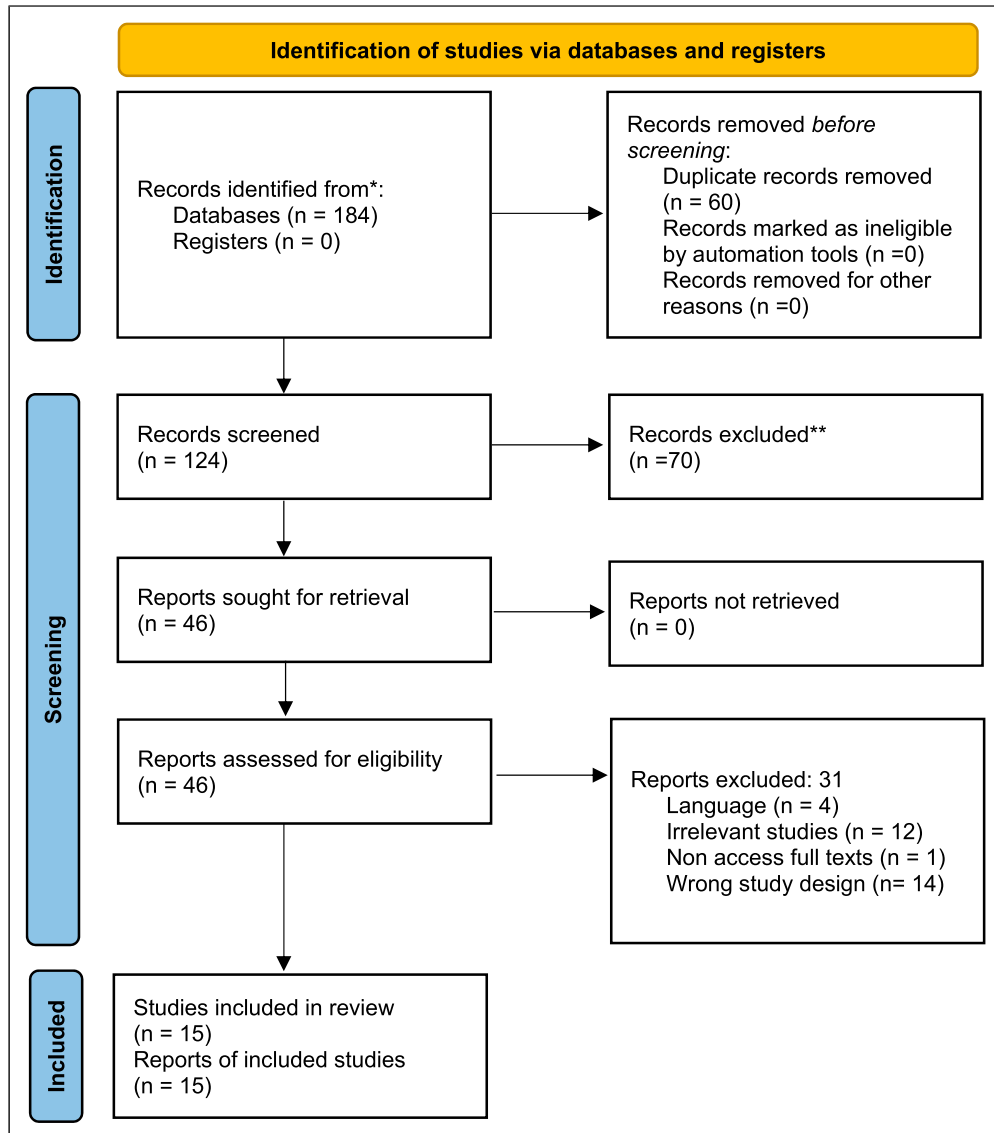 Identification of studies via databases and registers
Identification
Records identified from*:
Databases (n = 184)
Registers (n = 0)
Records removed before
screening:
Duplicate records removed
(n = 60)
Records marked as ineligible
by automation tools (n =0)
Records removed for other
reasons (n =0)
Screening
Records screened
(n = 124)
Records excluded**
(n =70)
Reports sought for retrieval
(n = 46)
Reports not retrieved
(n = 0)
Reports assessed for eligibility
(n = 46)
Reports excluded: 31
Language (n = 4)
Irrelevant studies (n = 12)
Non access full texts (n = 1)
Wrong study design (n= 14)
Included
Studies included in review
(n = 15)
Reports of included studies
(n = 15)